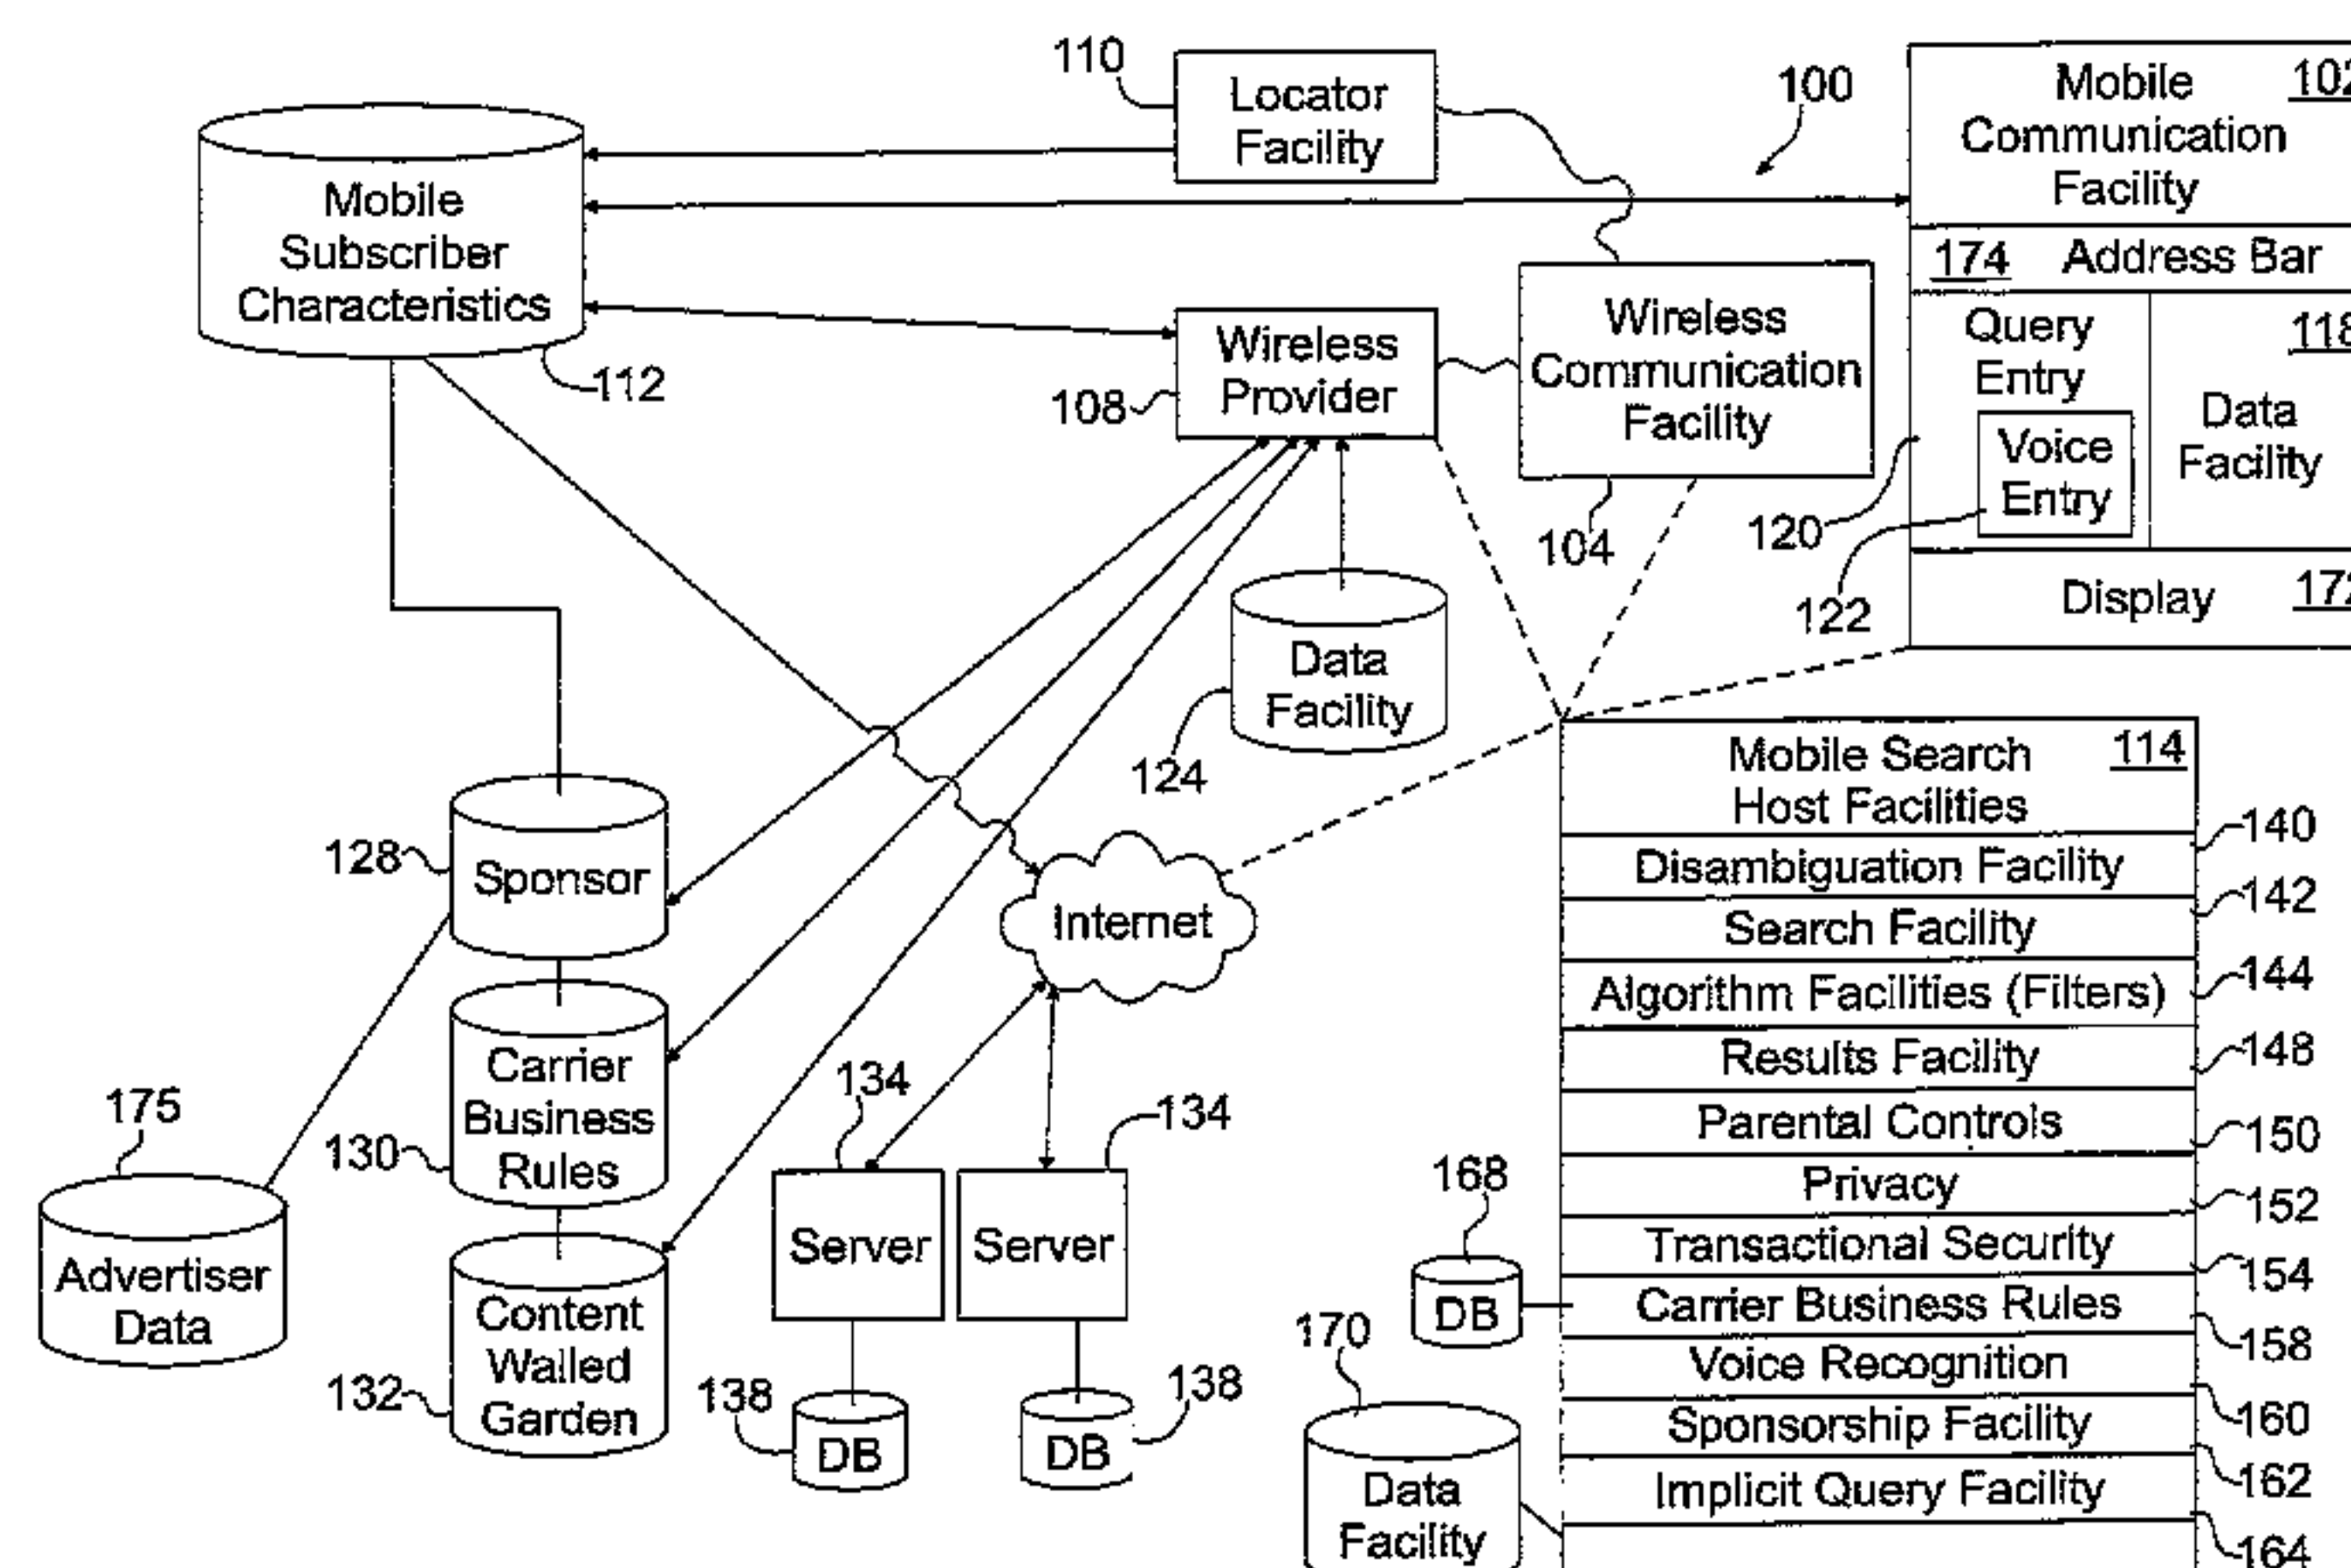 110
Locator
Facility
100
Mobile
Communication
Facility
102
Mobile
Subscriber
Characteristics
112
174 Address Bar
Query
Entry
118
Data
Facility
Voice
Entry
120
122
Display 172
Wireless
Provider
108
Wireless
Communication
Facility
104
Data
Facility
124
128
Sponsor
Internet
Carrier
Business
Rules
130
175
Advertiser
Data
Content
Walled
Garden
132
134
134
Server
Server
138
DB
DB
138
Mobile Search
Host Facilities
114
140
Disambiguation Facility
142
Search Facility
144
Algorithm Facilities (Filters)
148
Results Facility
Parental Controls
150
Privacy
152
Transactional Security
154
168
DB
Carrier Business Rules
158
Voice Recognition
160
Sponsorship Facility
162
Implicit Query Facility
164
170
Data
Facility